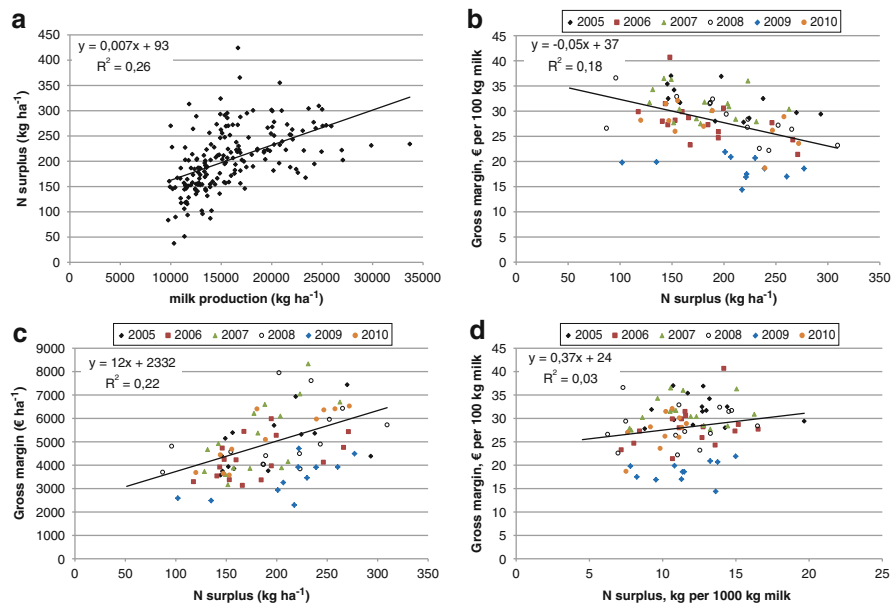 a
y = 0,007x + 93
R² = 0,26
N surplus (kg ha⁻¹)
450
400
350
300
250
200
150
100
50
0
0 5000 10000 15000 20000 25000 30000 35000
milk production (kg ha⁻¹)
b
2005 2006 2007 2008 2009 2010
y = -0,05x + 37
R² = 0,18
Gross margin, € per 100 kg milk
45
40
35
30
25
20
15
10
5
0
0 50 100 150 200 250 300 350
N surplus (kg ha⁻¹)
c
2005 2006 2007 2008 2009 2010
y = 12x + 2332
R² = 0,22
Gross margin (€ ha⁻¹)
9000
8000
7000
6000
5000
4000
3000
2000
1000
0
0 50 100 150 200 250 300 350
N surplus (kg ha⁻¹)
d
2005 2006 2007 2008 2009 2010
y = 0,37x + 24
R² = 0,03
Gross margin, € per 100 kg milk
45
40
35
30
25
20
15
10
5
0
0 5 10 15 20 25
N surplus, kg per 1000 kg milk